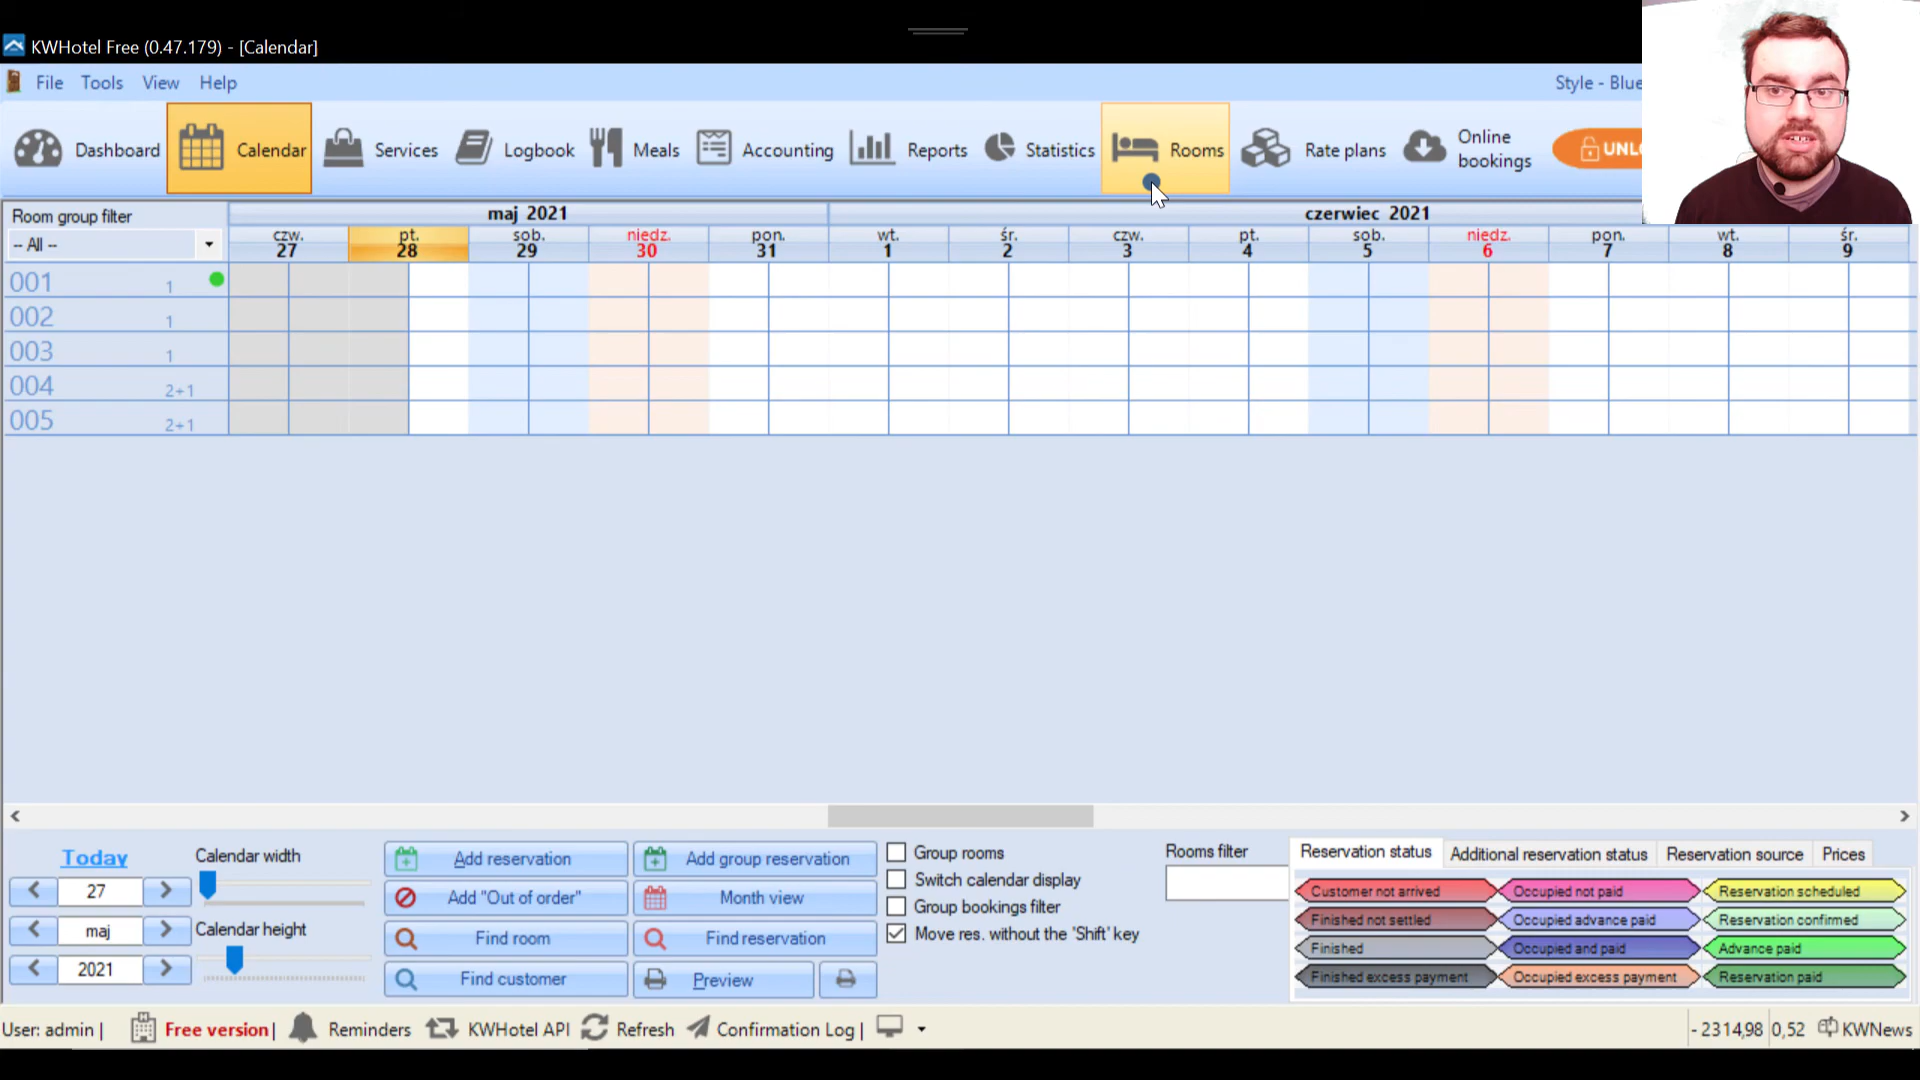 KWHotel Free (0.47.179) - [Calendar]
File Tools View Help Style - Blue
Dashboard Calendar Services Logbook Meals Accounting Reports Statistics Rooms Rate plans Online bookings UNL
Room group filter maj 2021 czerwiec 2021
-- All -- czw. 27 pt. 28 sob. 29 niedz. 30 pon. 31 wt. 1 śr. 2 czw. 3 pt. 4 sob. 5 niedz. 6 pon. 7 wt. 8 śr. 9
001 1
002 1
003 1
004 2+1
005 2+1
Today Calendar width
27
maj Calendar height
2021
Add reservation Add group reservation
Add "Out of order" Month view
Find room Find reservation
Find customer Preview
Group rooms
Switch calendar display
Group bookings filter
Move res. without the 'Shift' key
Rooms filter
Reservation status Additional reservation status Reservation source Prices
Customer not arrived Occupied not paid Reservation scheduled
Finished not settled Occupied advance paid Reservation confirmed
Finished Occupied and paid Advance paid
Finished excess payment Occupied excess payment Reservation paid
User: admin | Free version | Reminders KWHotel API Refresh Confirmation Log | - 2314,98 0,52 KWNews